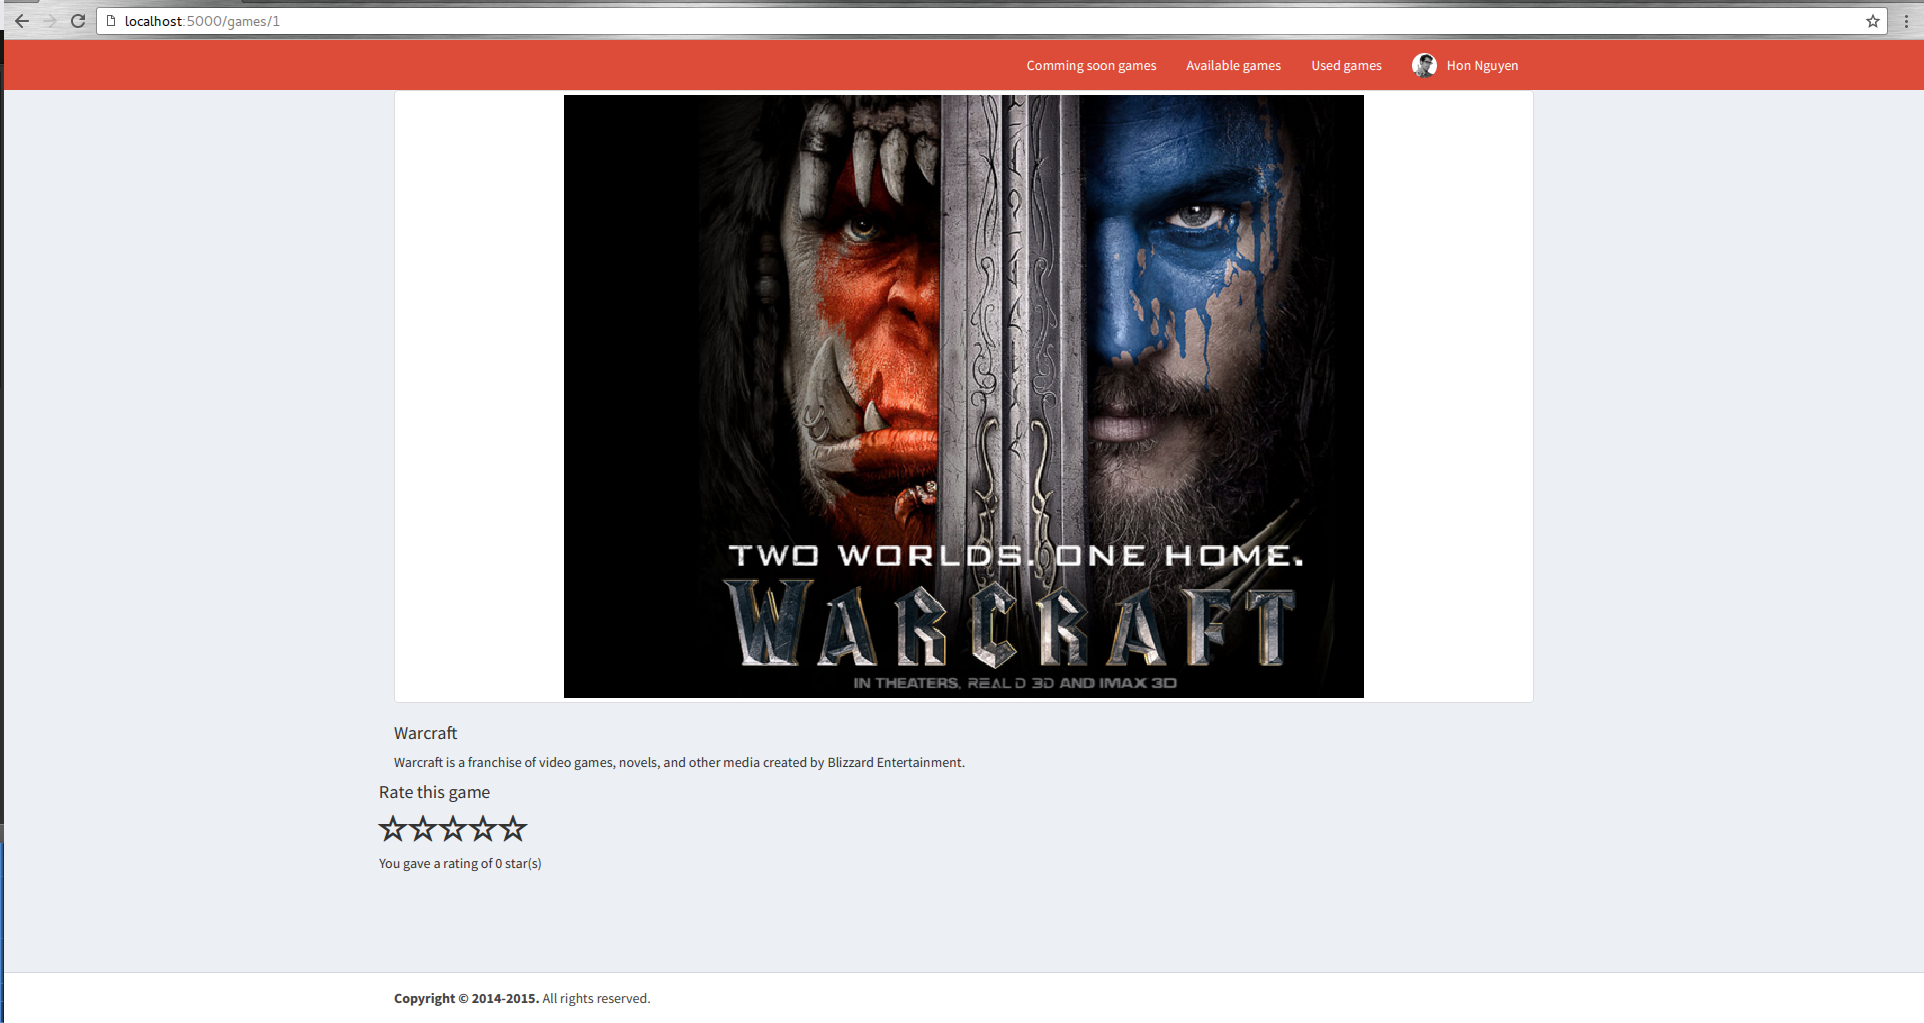 localhost:5000/games/1
Comming soon games Available games Used games Hon Nguyen
TWO WORLDS. ONE HOME.
WARCRAFT
IN THEATERS, REAL D 3D AND IMAX 3D
Warcraft
Warcraft is a franchise of video games, novels, and other media created by Blizzard Entertainment.
Rate this game
You gave a rating of 0 star(s)
Copyright © 2014-2015. All rights reserved.